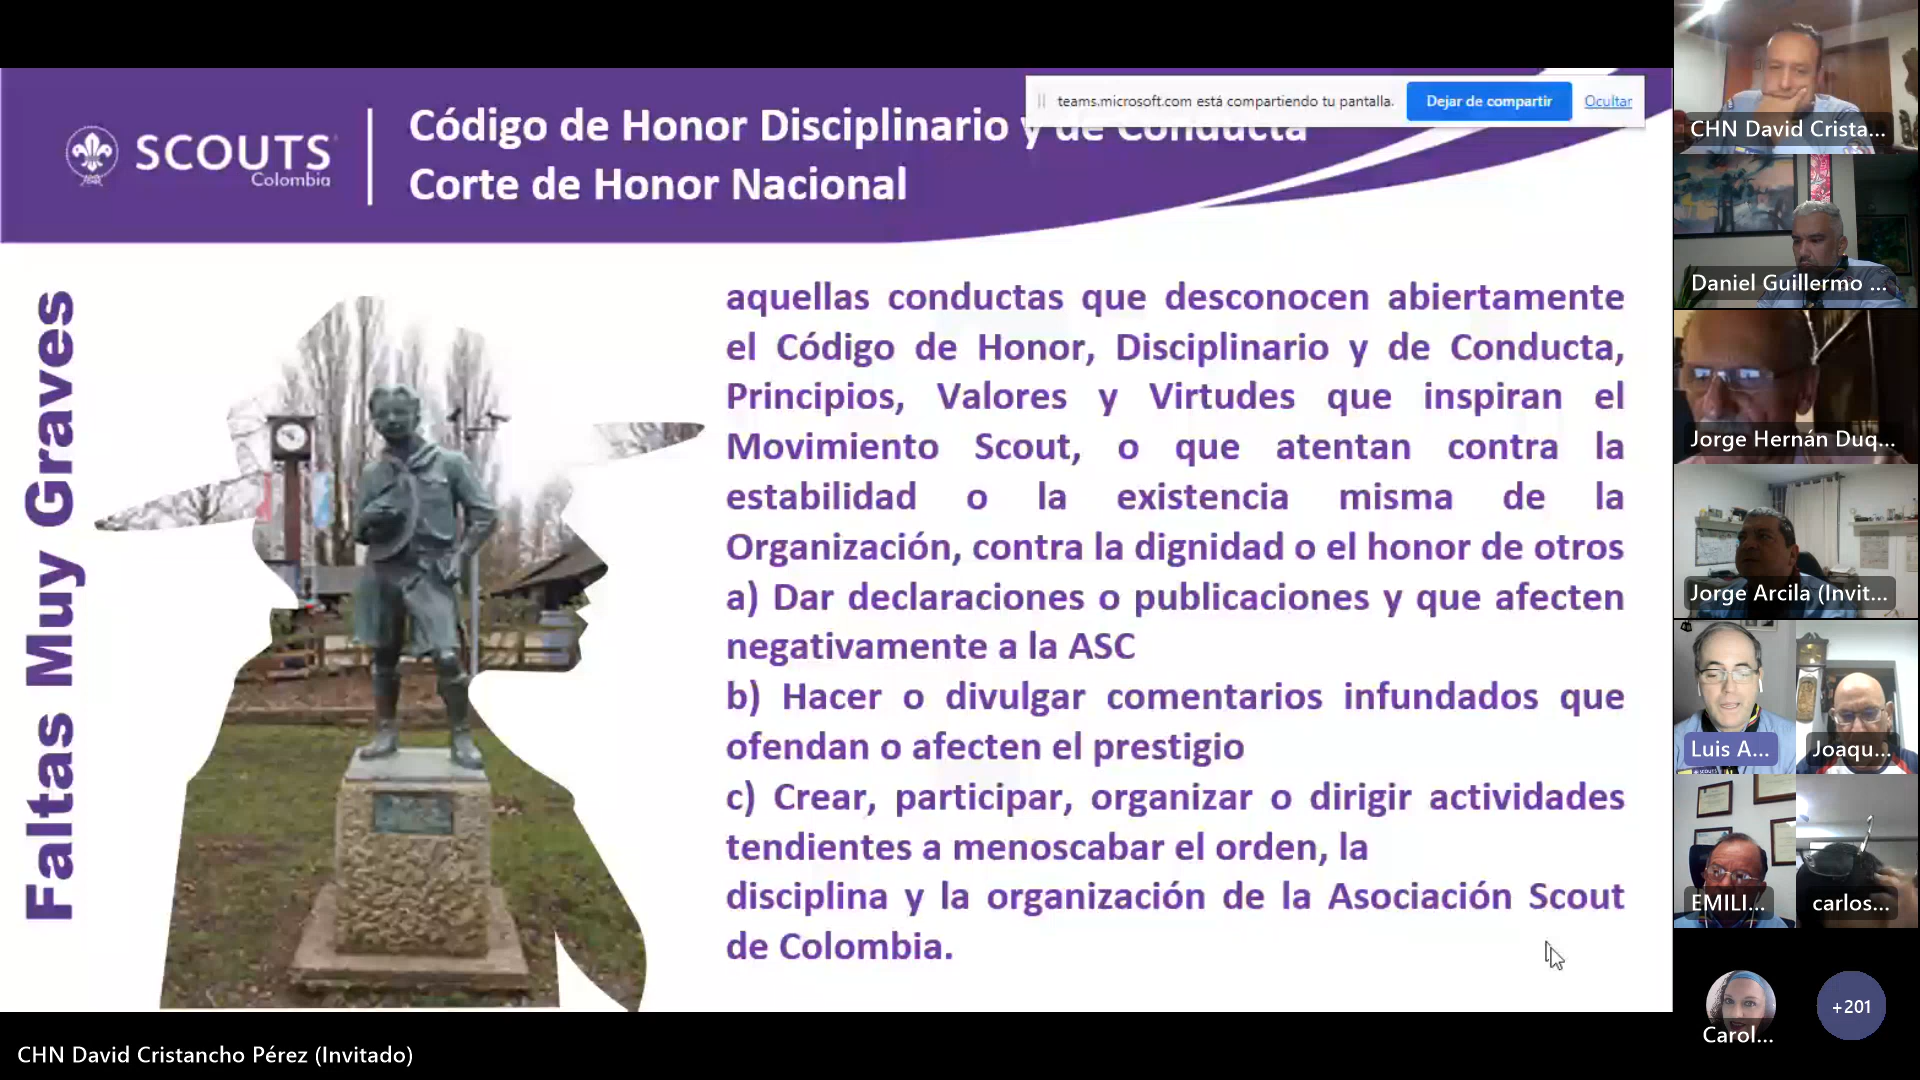 teams.microsoft.com está compartiendo tu pantalla.
Dejar de compartir
Ocultar
SCOUTS
Colombia
Código de Honor Disciplinario y de Conducta
Corte de Honor Nacional
Faltas Muy Graves
aquellas conductas que desconocen abiertamente
el Código de Honor, Disciplinario y de Conducta,
Principios, Valores y Virtudes que inspiran el
Movimiento Scout, o que atentan contra la
estabilidad o la existencia misma de la
Organización, contra la dignidad o el honor de otros
a) Dar declaraciones o publicaciones y que afecten
negativamente a la ASC
b) Hacer o divulgar comentarios infundados que
ofendan o afecten el prestigio
c) Crear, participar, organizar o dirigir actividades
tendientes a menoscabar el orden, la
disciplina y la organización de la Asociación Scout
de Colombia.
CHN David Crista...
Daniel Guillermo ...
Jorge Hernán Duq...
Jorge Arcila (Invit...
Luis A...
Joaqu...
EMILI...
carlos...
Carol...
+201
CHN David Cristancho Pérez (Invitado)